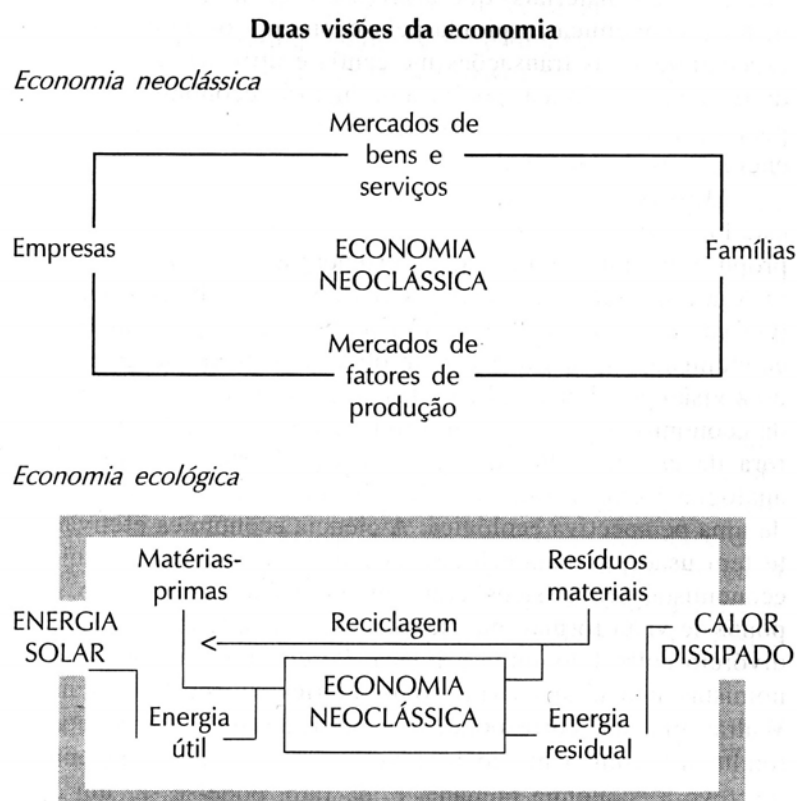 Duas visões da economia
Economia neoclássica
Mercados de
bens e
serviços
Empresas
ECONOMIA
NEOCLÁSSICA
Famílias
Mercados de
fatores de
produção
Economia ecológica
Matérias-
primas
Resíduos
materiais
ENERGIA
SOLAR
Reciclagem
CALOR
DISSIPADO
ECONOMIA
NEOCLÁSSICA
Energia
útil
Energia
residual